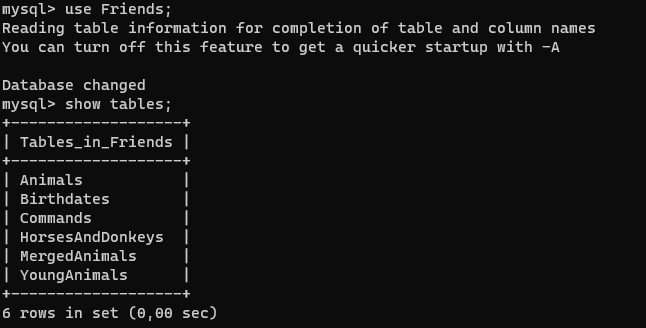 mysql> use Friends;
Reading table information for completion of table and column names
You can turn off this feature to get a quicker startup with -A

Database changed
mysql> show tables;
+-------------------+
| Tables_in_Friends |
+-------------------+
| Animals           |
| Birthdates        |
| Commands          |
| HorsesAndDonkeys  |
| MergedAnimals     |
| YoungAnimals      |
+-------------------+
6 rows in set (0,00 sec)